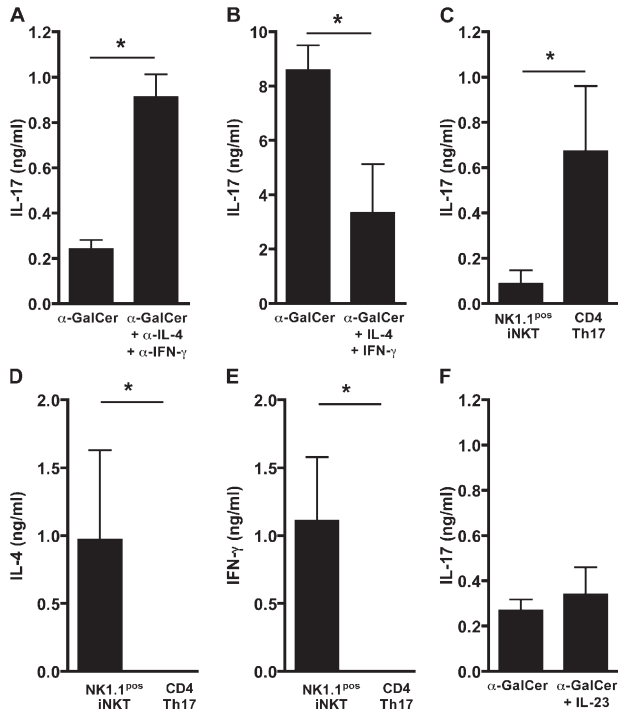 A
IL-17 (ng/ml)
1.2
1.0
0.8
0.6
0.4
0.2
0.0
*
α-GalCer
α-GalCer
+ α-IL-4
+ α-IFN-γ
B
IL-17 (ng/ml)
10
8
6
4
2
0
*
α-GalCer
α-GalCer
+ IL-4
+ IFN-γ
C
IL-17 (ng/ml)
1.2
1.0
0.8
0.6
0.4
0.2
0.0
*
NK1.1pos
iNKT
CD4
Th17
D
IL-4 (ng/ml)
2.0
1.5
1.0
0.5
0.0
*
NK1.1pos
iNKT
CD4
Th17
E
IFN-γ (ng/ml)
2.0
1.5
1.0
0.5
0.0
*
NK1.1pos
iNKT
CD4
Th17
F
IL-17 (ng/ml)
1.2
1.0
0.8
0.6
0.4
0.2
0.0
α-GalCer
α-GalCer
+ IL-23